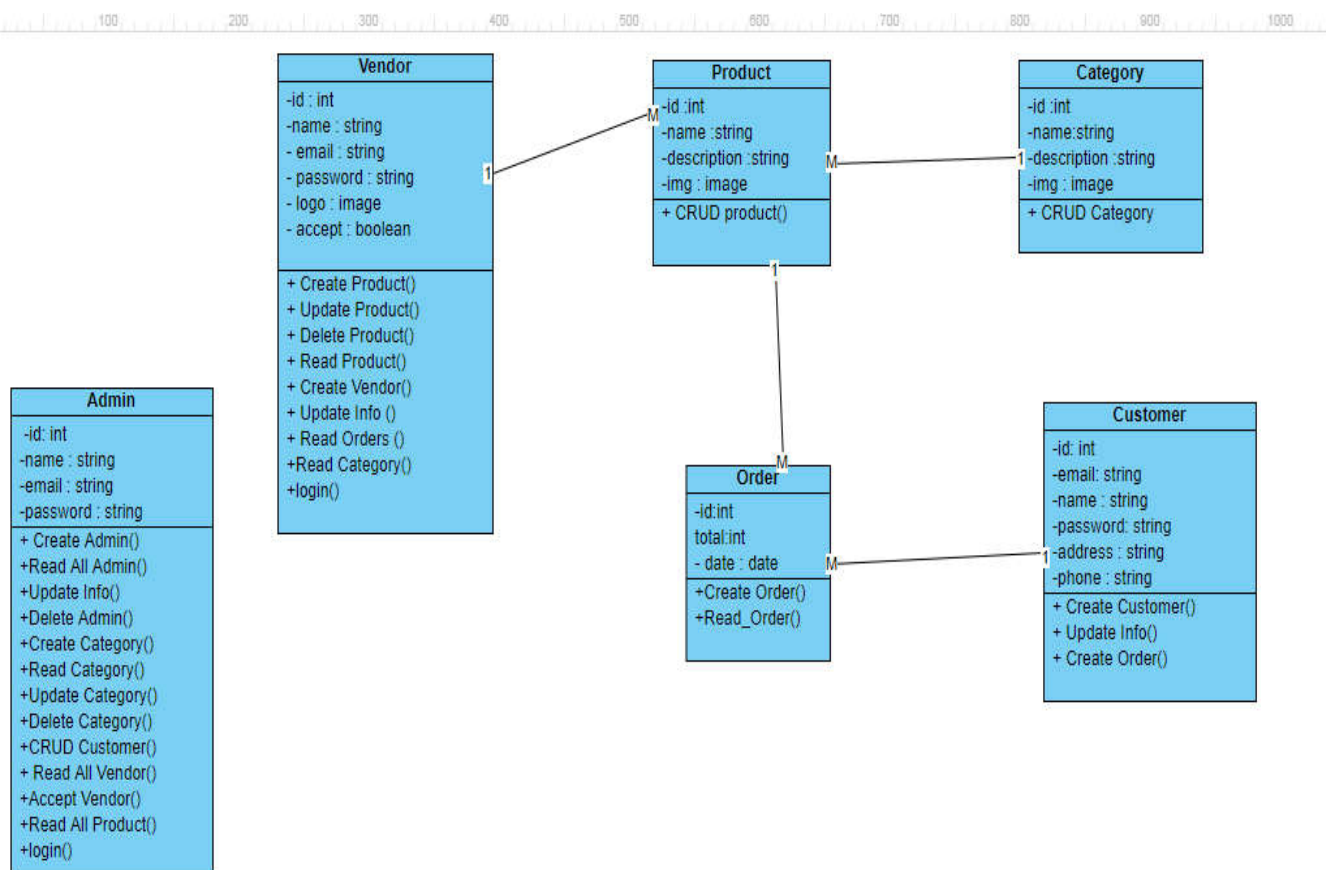 100 200 300 400 500 600 700 800 900 1000
Vendor
-id : int
-name : string
- email : string
- password : string
- logo : image
- accept : boolean
+ Create Product()
+ Update Product()
+ Delete Product()
+ Read Product()
+ Create Vendor()
+ Update Info ()
+ Read Orders ()
+Read Category()
+login()
1
M
Product
-id :int
-name :string
-description :string
-img : image
+ CRUD product()
M
1
Category
-id :int
-name:string
-description :string
-img : image
+ CRUD Category
1
M
Admin
-id: int
-name : string
-email : string
-password : string
+ Create Admin()
+Read All Admin()
+Update Info()
+Delete Admin()
+Create Category()
+Read Category()
+Update Category()
+Delete Category()
+CRUD Customer()
+ Read All Vendor()
+Accept Vendor()
+Read All Product()
+login()
Order
-id:int
total:int
- date : date
+Create Order()
+Read_Order()
M
1
Customer
-id: int
-email: string
-name : string
-password: string
-address : string
-phone : string
+ Create Customer()
+ Update Info()
+ Create Order()